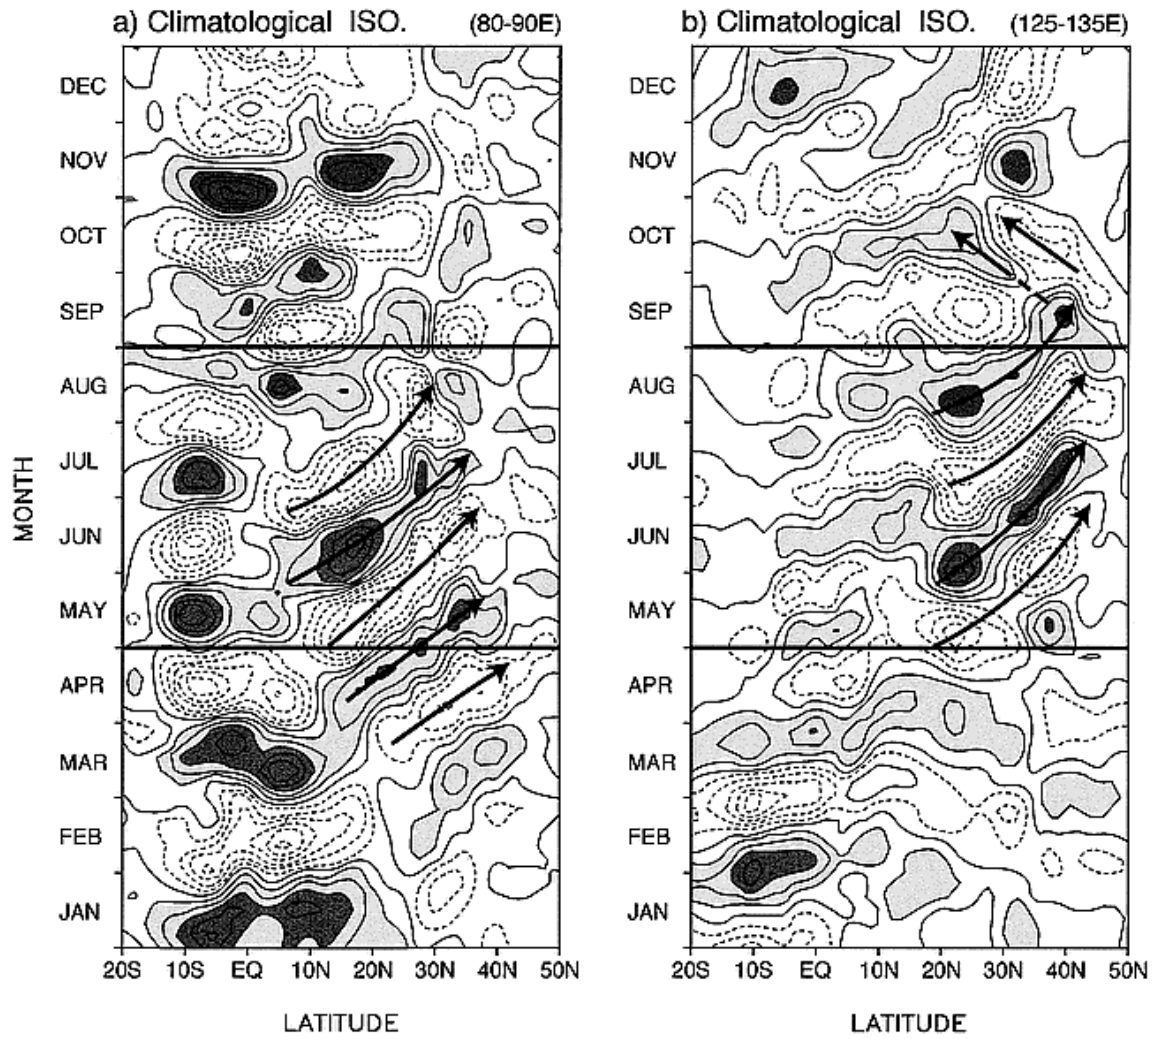 a) Climatological ISO. (80-90E)
DEC
NOV
OCT
SEP
AUG
JUL
JUN
MAY
APR
MAR
FEB
JAN
MONTH
20S 10S EQ 10N 20N 30N 40N 50N
LATITUDE
b) Climatological ISO. (125-135E)
DEC
NOV
OCT
SEP
AUG
JUL
JUN
MAY
APR
MAR
FEB
JAN
20S 10S EQ 10N 20N 30N 40N 50N
LATITUDE